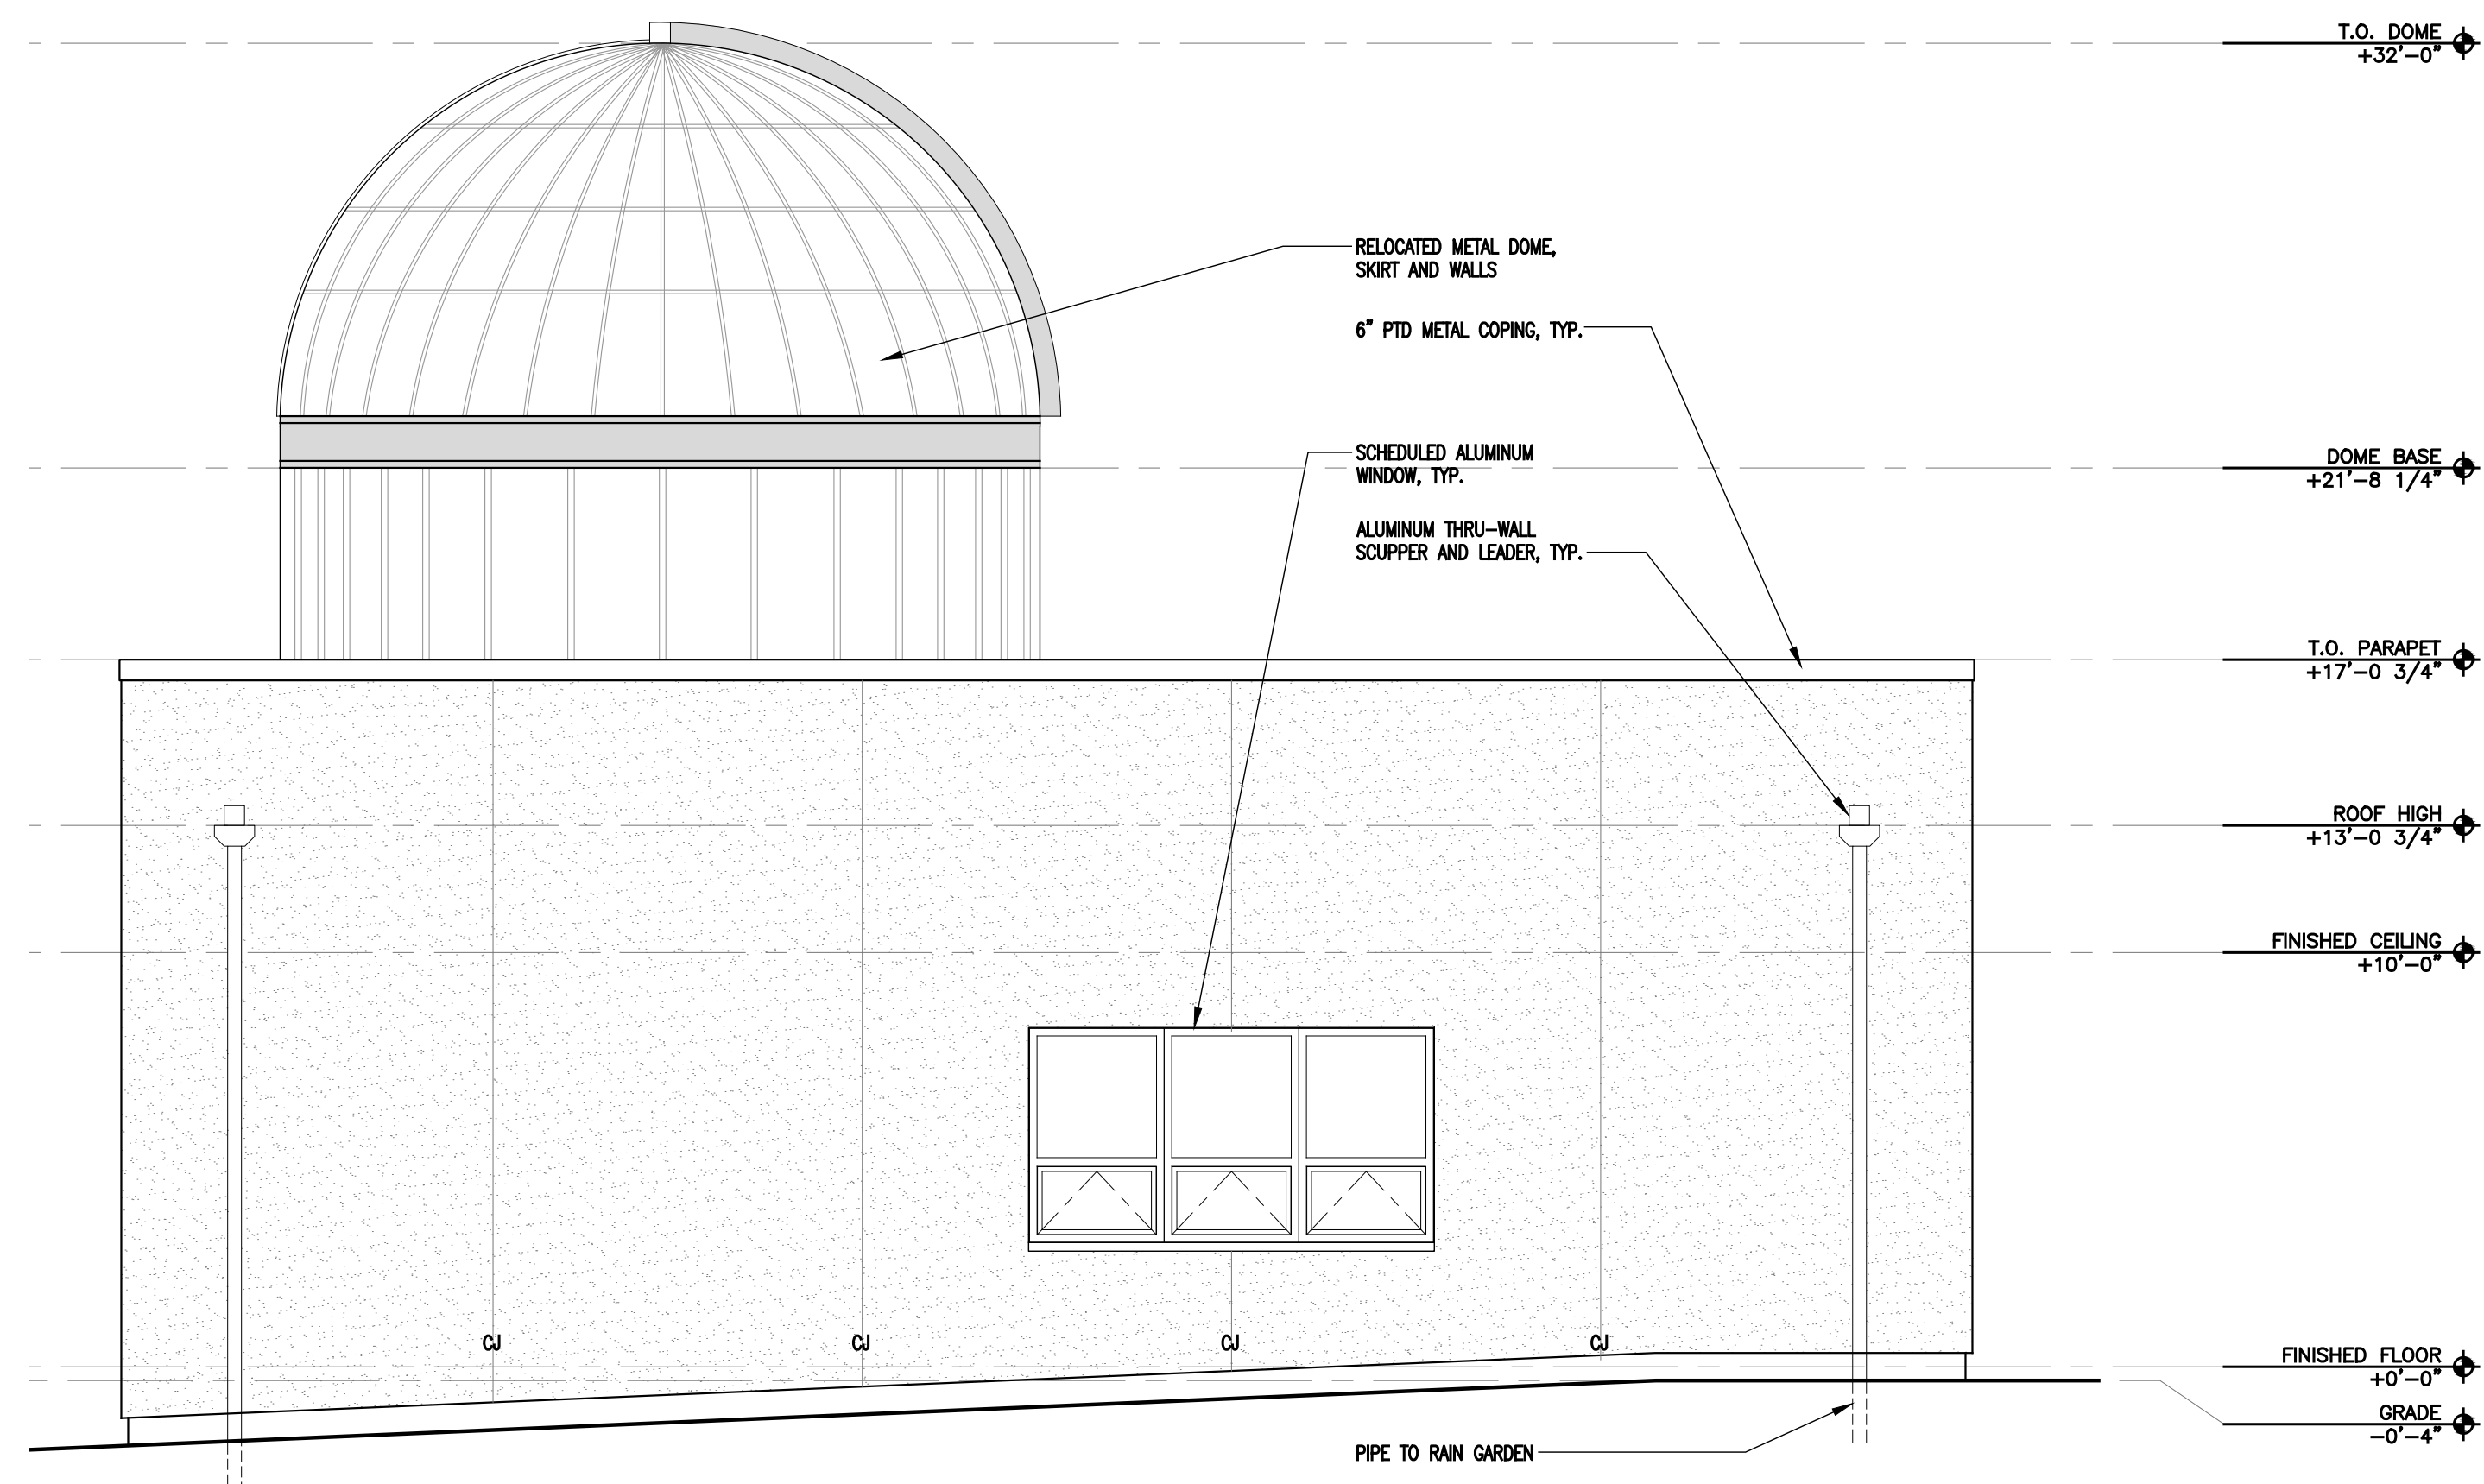 T.O. DOME
+32'-0"
RELOCATED METAL DOME,
SKIRT AND WALLS
6" PTD METAL COPING, TYP.
SCHEDULED ALUMINUM
WINDOW, TYP.
DOME BASE
+21'-8 1/4"
ALUMINUM THRU-WALL
SCUPPER AND LEADER, TYP.
T.O. PARAPET
+17'-0 3/4"
ROOF HIGH
+13'-0 3/4"
FINISHED CEILING
+10'-0"
CJ CJ CJ CJ
FINISHED FLOOR
+0'-0"
GRADE
-0'-4"
PIPE TO RAIN GARDEN